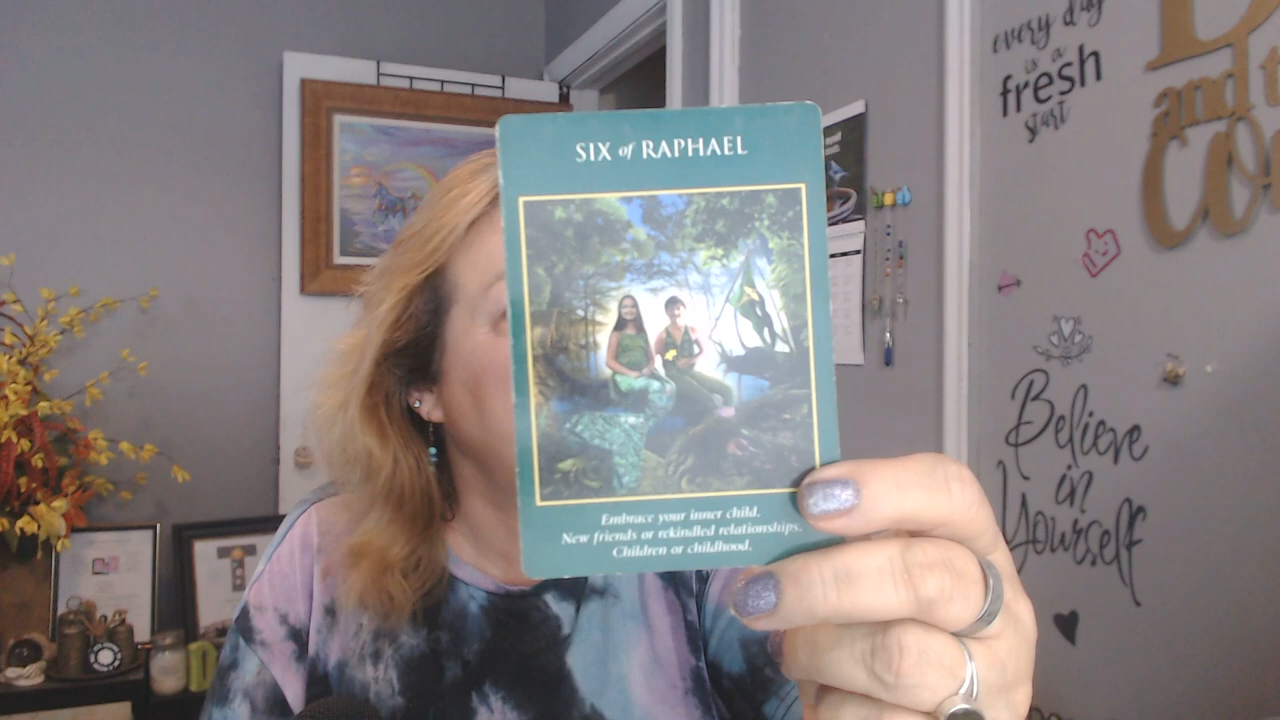 SIX of RAPHAEL
Embrace your inner child.
New friends or rekindled relationships.
Children or childhood.
every day
is a
fresh
start
and
Believe
in
Yourself